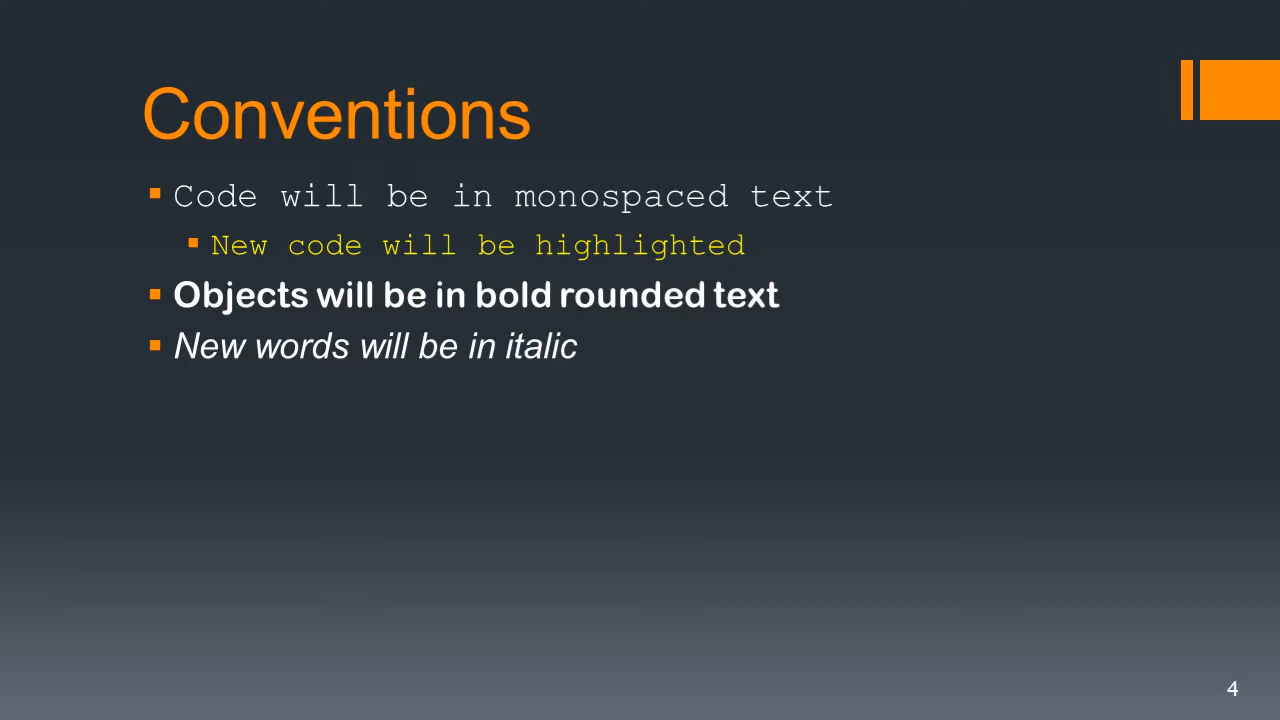 Conventions
Code will be in monospaced text
New code will be highlighted
Objects will be in bold rounded text
New words will be in italic
4